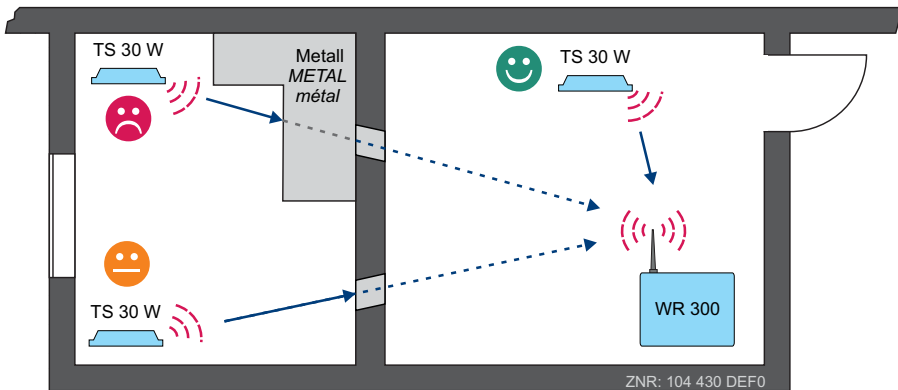 TS 30 W
Metall
METAL
métal
TS 30 W
TS 30 W
WR 300
ZNR: 104 430 DEF0